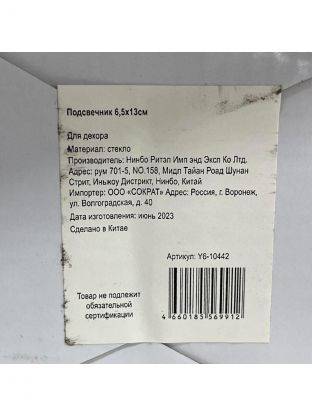 Подсвечник 6,5х13см
Для декора
Материал: стекло
Производитель: Нинбо Ритэл Имп энд Эксп Ко Лтд.
Адрес: рум 701-5, NO.158, Мидл Тайан Роад Шунан
Стрит, Иньжоу Дистрикт, Нинбо, Китай
Импортер: ООО «СОКРАТ» Адрес: Россия, г. Воронеж,
ул. Волгоградская, д. 40
Дата изготовления: июнь 2023
Сделано в Китае
Артикул: Y6-10442
Товар не подлежит
обязательной
сертификации
4 660185 569912